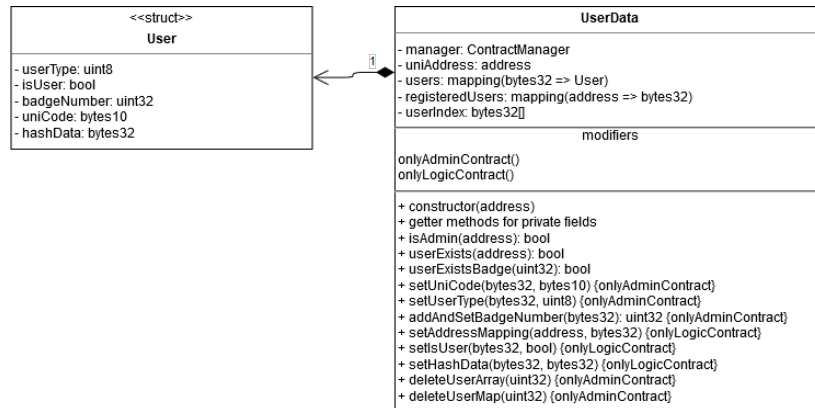 <<struct>>
User
- userType: uint8
- isUser: bool
- badgeNumber: uint32
- uniCode: bytes10
- hashData: bytes32
1
UserData
- manager: ContractManager
- uniAddress: address
- users: mapping(bytes32 => User)
- registeredUsers: mapping(address => bytes32)
- userIndex: bytes32[]
modifiers
onlyAdminContract()
onlyLogicContract()
+ constructor(address)
+ getter methods for private fields
+ isAdmin(address): bool
+ userExists(address): bool
+ userExistsBadge(uint32): bool
+ setUniCode(bytes32, bytes10) {onlyAdminContract}
+ setUserType(bytes32, uint8) {onlyAdminContract}
+ addAndSetBadgeNumber(bytes32): uint32 {onlyAdminContract}
+ setAddressMapping(address, bytes32) {onlyLogicContract}
+ setIsUser(bytes32, bool) {onlyLogicContract}
+ setHashData(bytes32, bytes32) {onlyLogicContract}
+ deleteUserArray(uint32) {onlyAdminContract}
+ deleteUserMap(uint32) {onlyAdminContract}